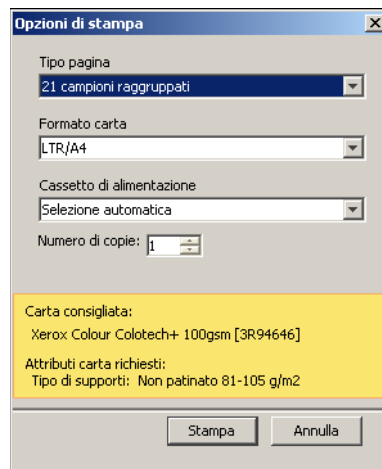 Opzioni di stampa
Tipo pagina
21 campioni raggruppati
Formato carta
LTR/A4
Cassetto di alimentazione
Selezione automatica
Numero di copie: 1
Carta consigliata:
Xerox Colour Colotech+ 100gsm [3R94646]
Attributi carta richiesti:
Tipo di supporti: Non patinato 81-105 g/m2
Stampa Annulla